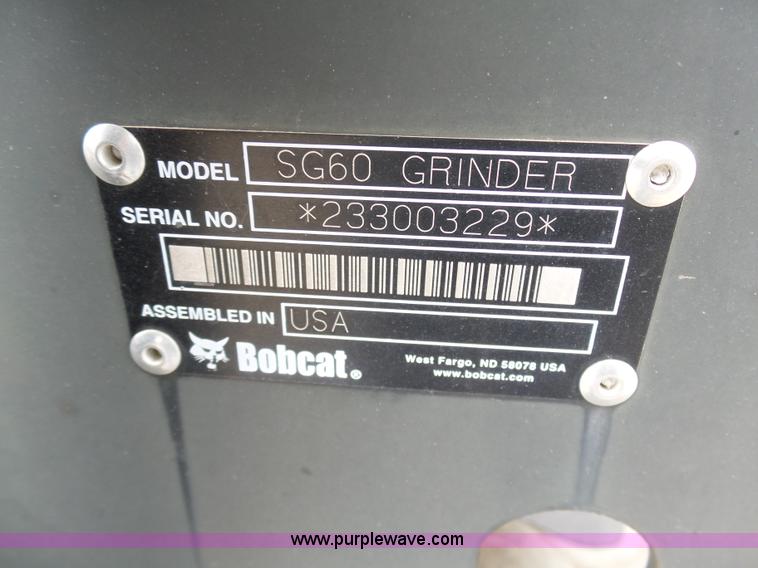 MODEL SG60 GRINDER
SERIAL NO. *233003229*
ASSEMBLED IN USA
Bobcat®
West Fargo, ND 58078 USA
www.bobcat.com
www.purplewave.com